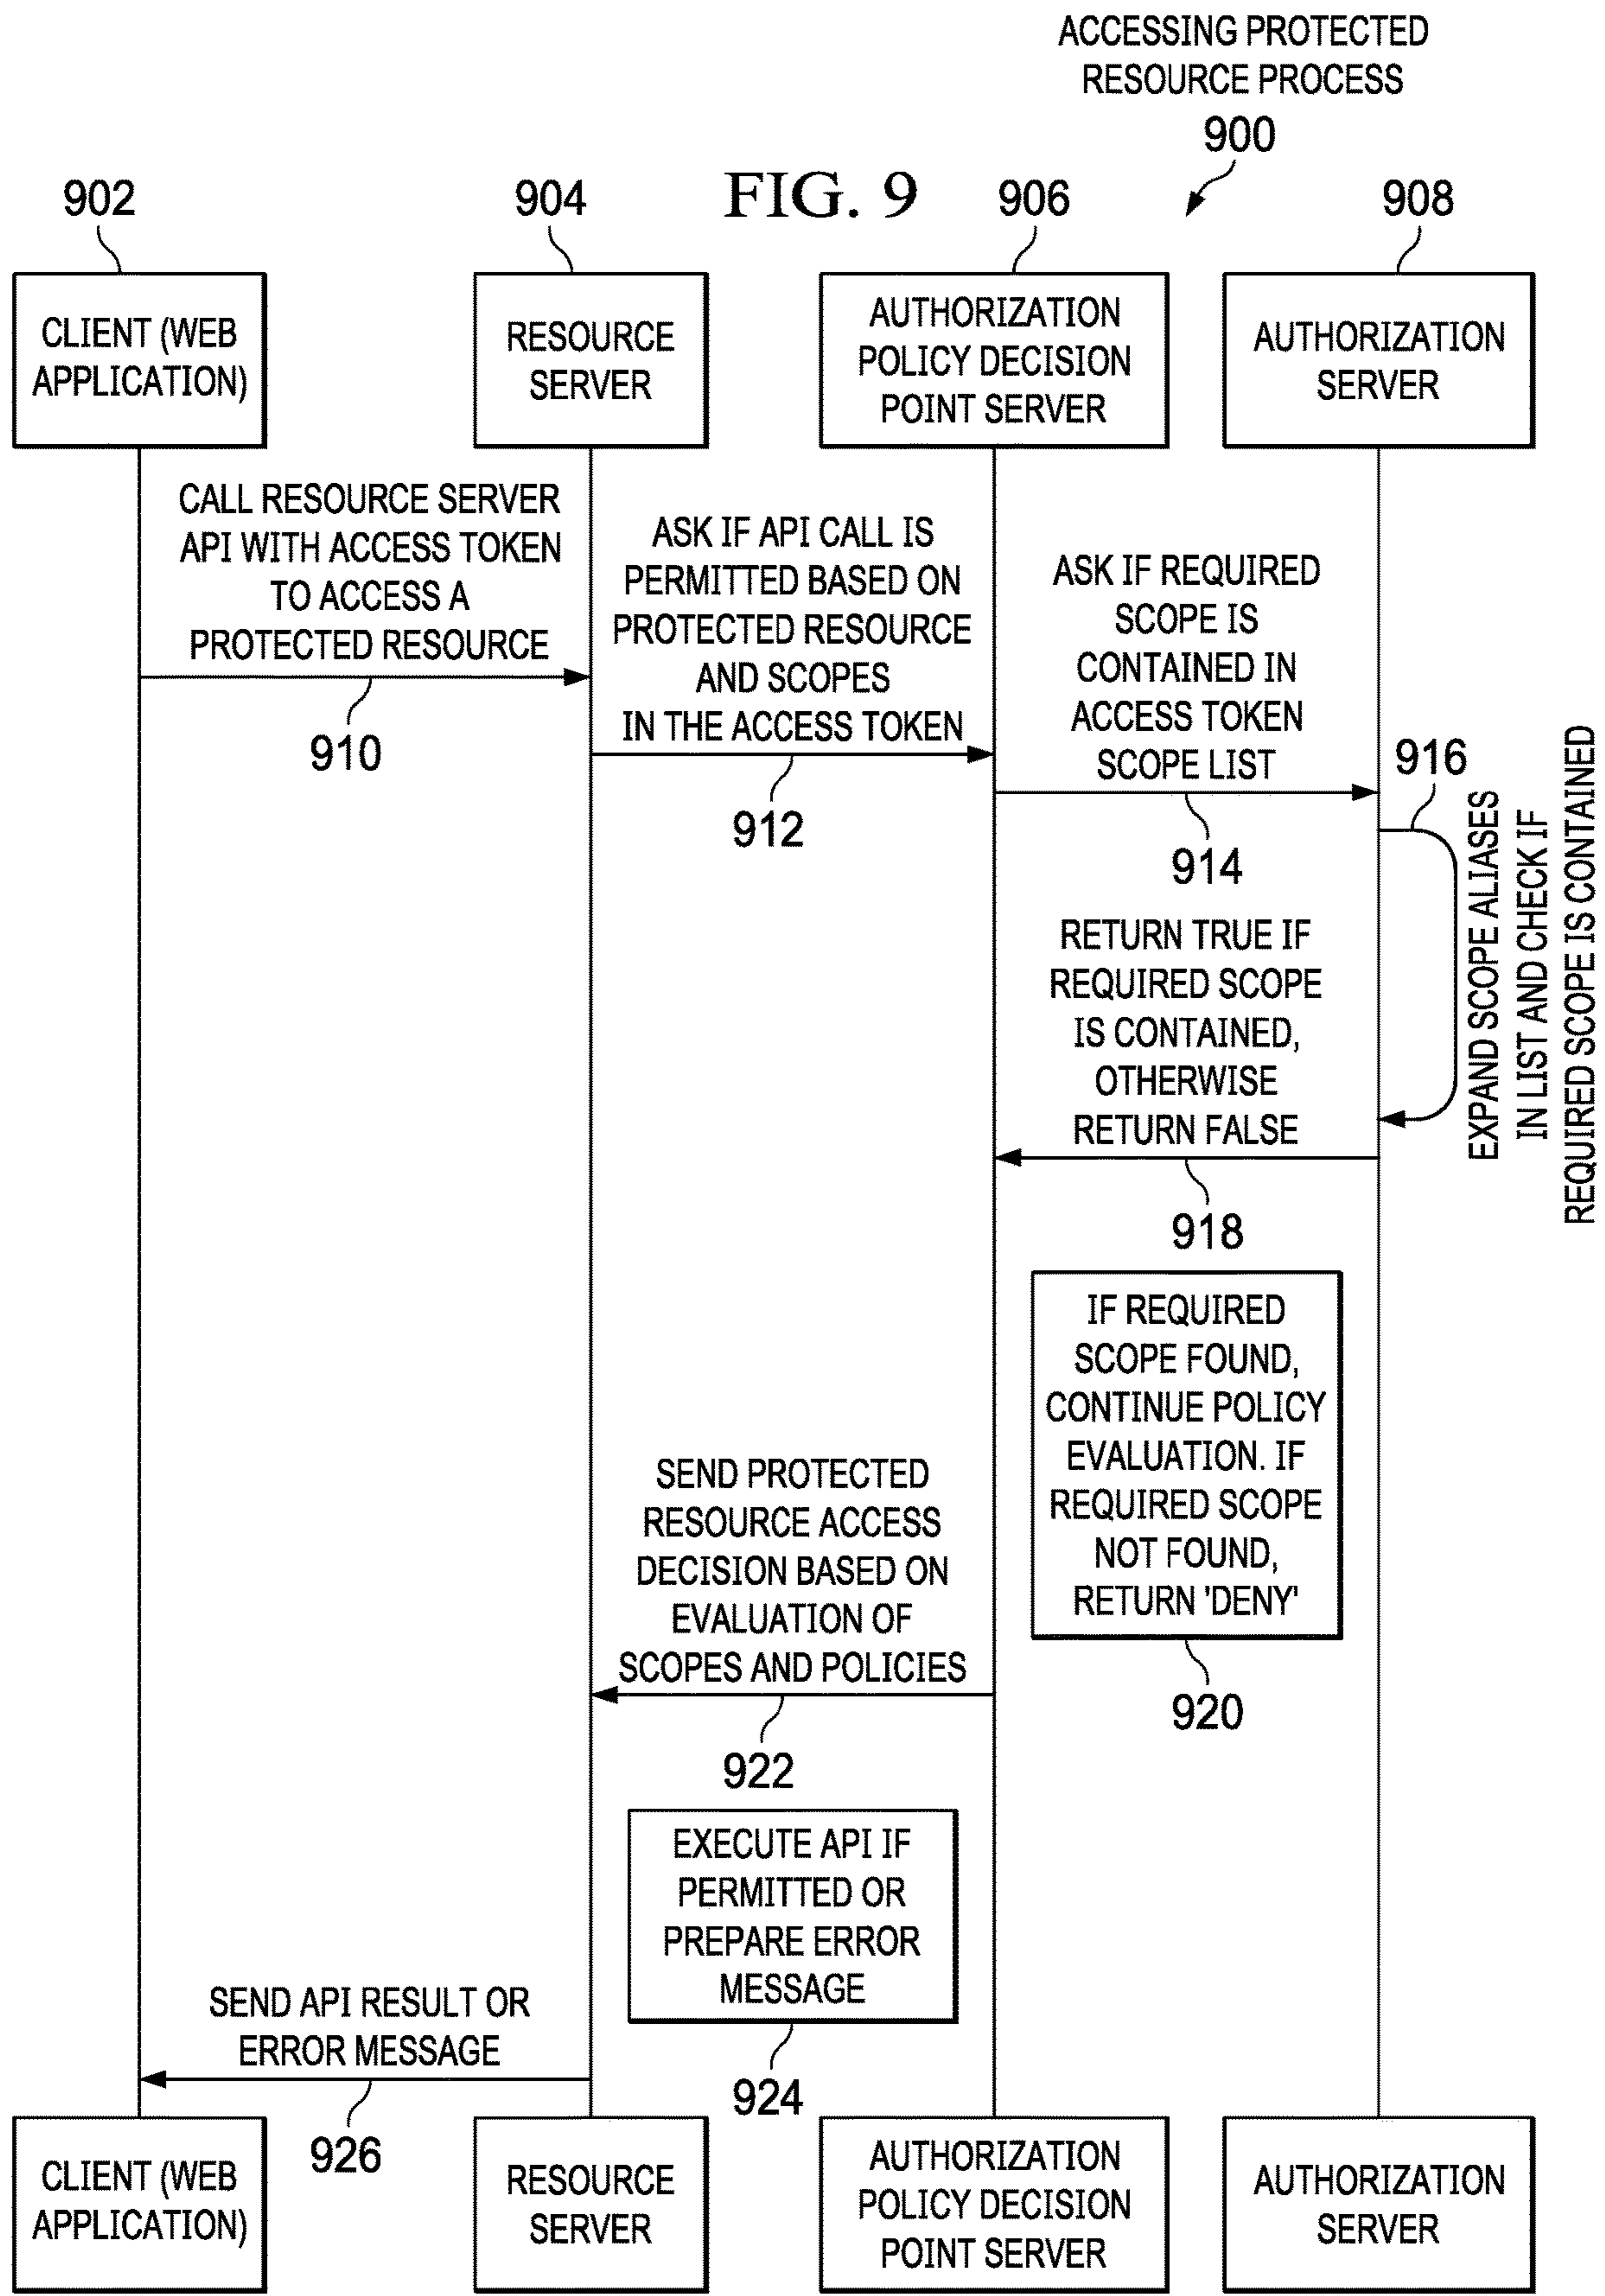 ACCESSING PROTECTED
RESOURCE PROCESS
900
FIG. 9
902
904
906
908
CLIENT (WEB
APPLICATION)
RESOURCE
SERVER
AUTHORIZATION
POLICY DECISION
POINT SERVER
AUTHORIZATION
SERVER
CALL RESOURCE SERVER
API WITH ACCESS TOKEN
TO ACCESS A
PROTECTED RESOURCE
910
ASK IF API CALL IS
PERMITTED BASED ON
PROTECTED RESOURCE
AND SCOPES
IN THE ACCESS TOKEN
912
ASK IF REQUIRED
SCOPE IS
CONTAINED IN
ACCESS TOKEN
SCOPE LIST
914
916
EXPAND SCOPE ALIASES
IN LIST AND CHECK IF
REQUIRED SCOPE IS CONTAINED
RETURN TRUE IF
REQUIRED SCOPE
IS CONTAINED,
OTHERWISE
RETURN FALSE
918
IF REQUIRED
SCOPE FOUND,
CONTINUE POLICY
EVALUATION. IF
REQUIRED SCOPE
NOT FOUND,
RETURN 'DENY'
920
SEND PROTECTED
RESOURCE ACCESS
DECISION BASED ON
EVALUATION OF
SCOPES AND POLICIES
922
EXECUTE API IF
PERMITTED OR
PREPARE ERROR
MESSAGE
924
SEND API RESULT OR
ERROR MESSAGE
926
CLIENT (WEB
APPLICATION)
RESOURCE
SERVER
AUTHORIZATION
POLICY DECISION
POINT SERVER
AUTHORIZATION
SERVER